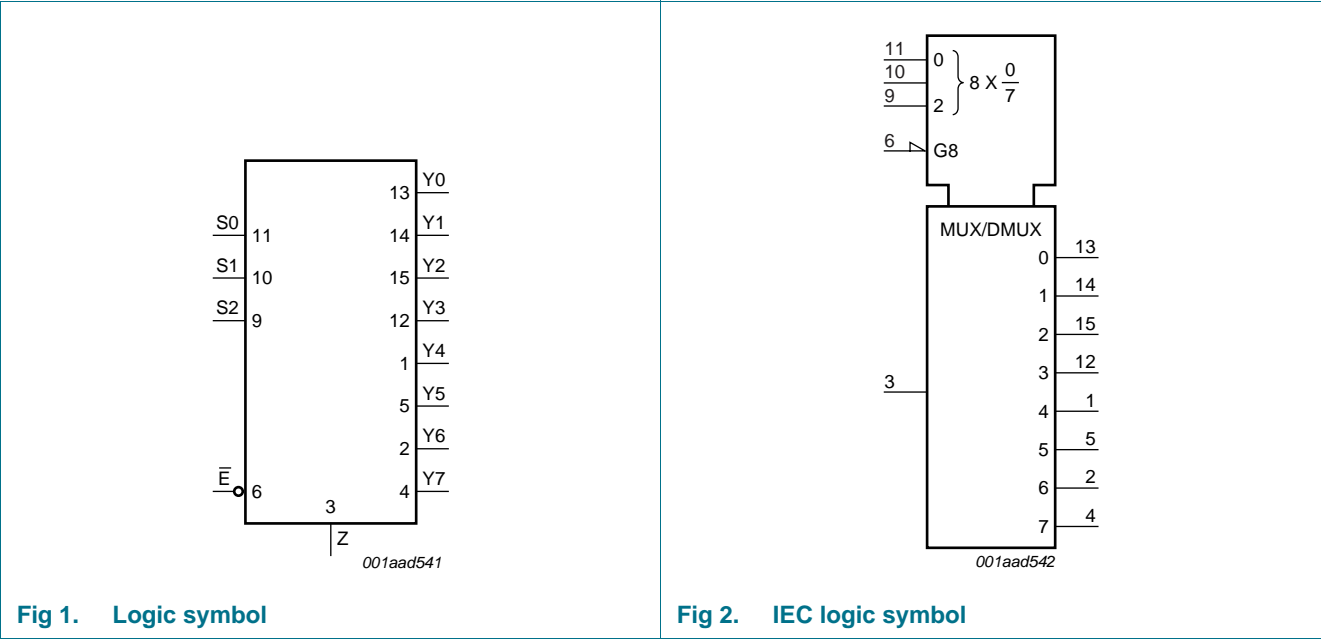 13 Y0
S0 11 14 Y1
S1 10 15 Y2
S2 9 12 Y3
1 Y4
5 Y5
2 Y6
E̅ 6 4 Y7
3
Z
001aad541
Fig 1. Logic symbol
11 0
10 8 X 0/7
9 2
6 G8
MUX/DMUX
0 13
1 14
2 15
3 12
3
4 1
5 5
6 2
7 4
001aad542
Fig 2. IEC logic symbol